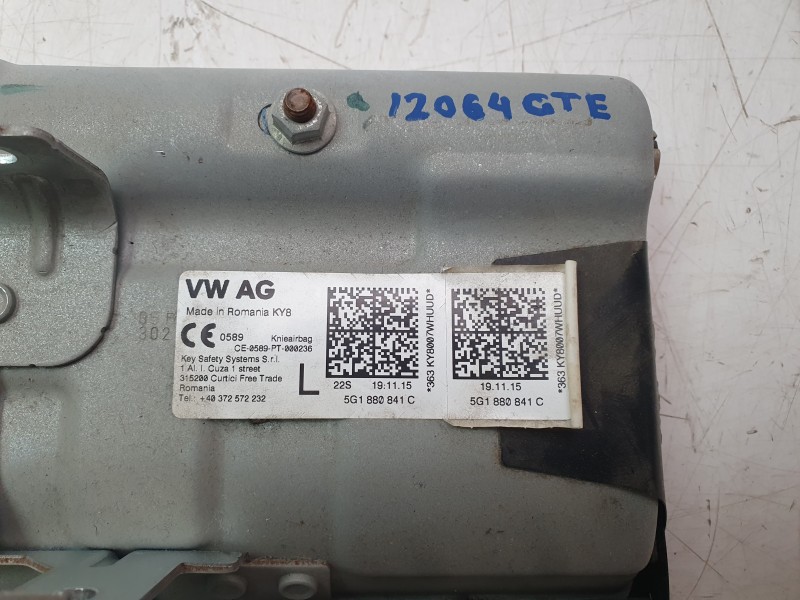 12064 GTE
VW AG
Made in Romania KY8
CE 0589 Knieairbag
CE-0589-PT-000236
Key Safety Systems S.r.l.
1 Al. I. Cuza 1 street
315200 Curtici Free Trade
Romania
Tel.: +40 372 572 232
L
22S 19.11.15
5G1 880 841 C
*363 KY8007WHUUD*
19.11.15
5G1 880 841 C
*363 KY8007WHUUD*
302